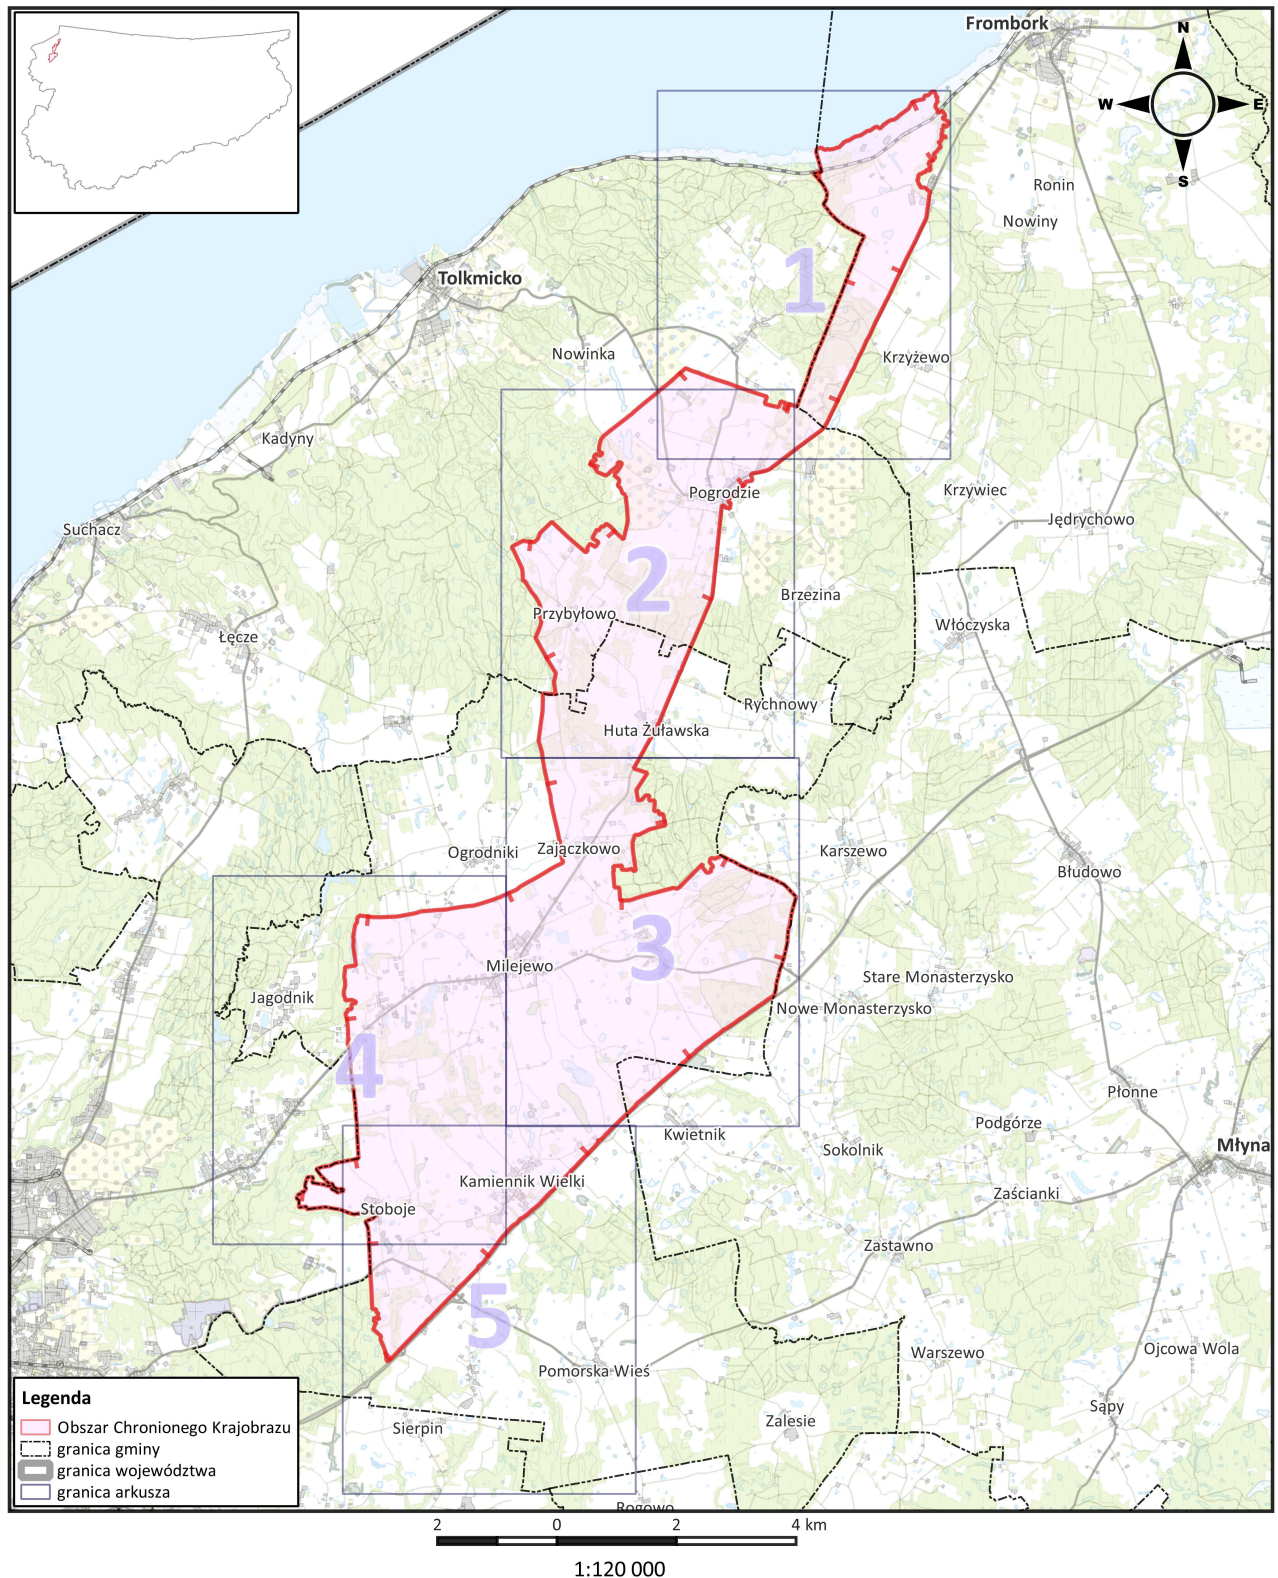 Frombork
N
W
E
S
Ronin
Nowiny
1
Tolkmicko
Nowinka
Krzyżewo
Kadyny
Pogrodzie
Krzywiec
Suchacz
Jędrychowo
2
Brzezina
Przybyłowo
Włóczyska
Łęcze
Rychnowy
Huta Żuławska
Ogrodniki
Zajączkowo
Karszewo
Błudowo
3
Milejewo
Stare Monasterzysko
Jagodnik
Nowe Monasterzysko
4
Płonne
Podgórze
Kwietnik
Sokolnik
Młyna
Kamiennik Wielki
Zaścianki
Stoboje
Zastawno
5
Warszewo
Ojcowa Wola
Pomorska Wieś
Sąpy
Zalesie
Sierpin
Rogowo
Legenda
Obszar Chronionego Krajobrazu
granica gminy
granica województwa
granica arkusza
2 0 2 4 km
1:120 000